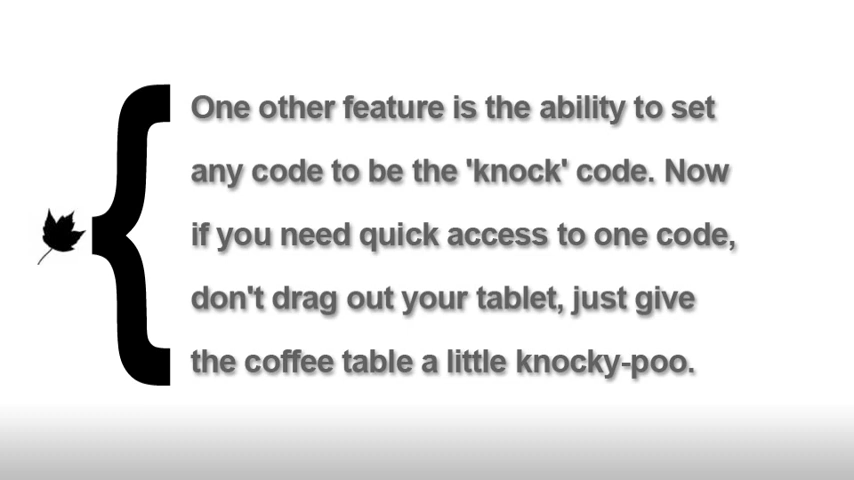 One other feature is the ability to set
any code to be the 'knock' code. Now
if you need quick access to one code,
don't drag out your tablet, just give
the coffee table a little knocky-poo.